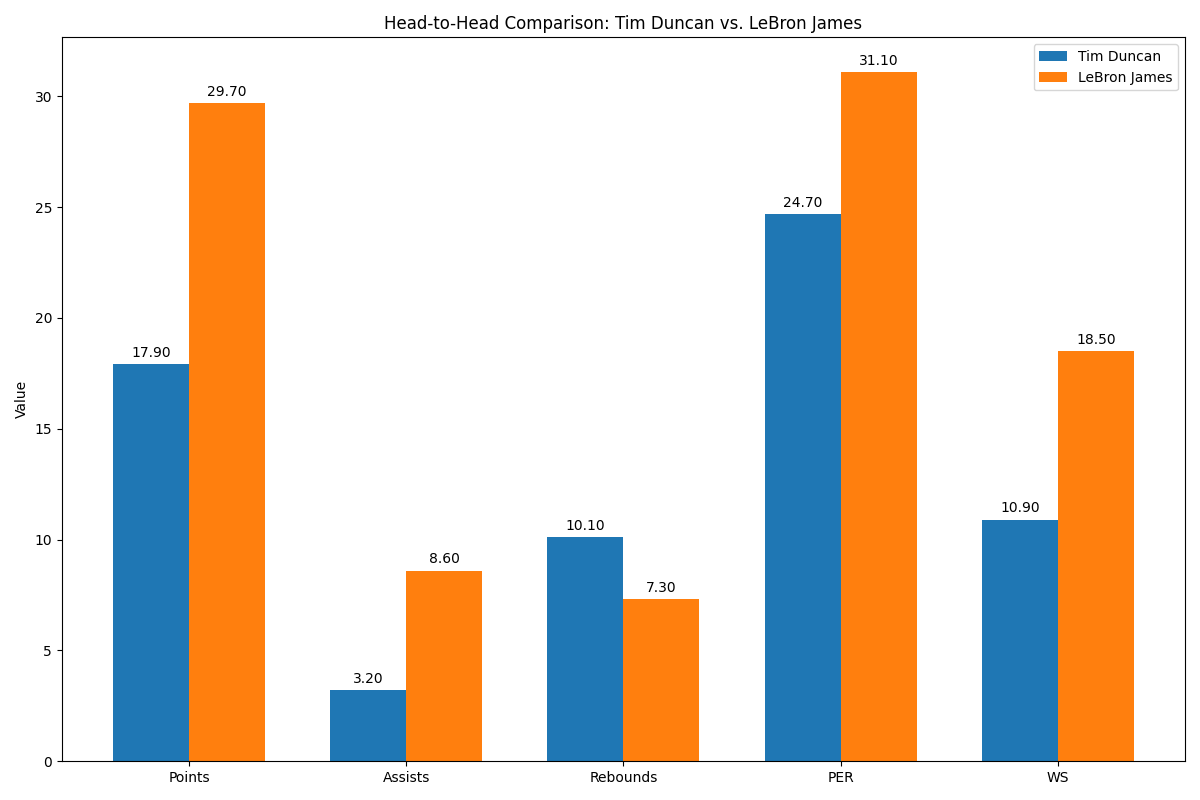 Head-to-Head Comparison: Tim Duncan vs. LeBron James
Tim Duncan
LeBron James
Value
30
25
20
15
10
5
0
17.90
29.70
3.20
8.60
10.10
7.30
24.70
31.10
10.90
18.50
Points
Assists
Rebounds
PER
WS